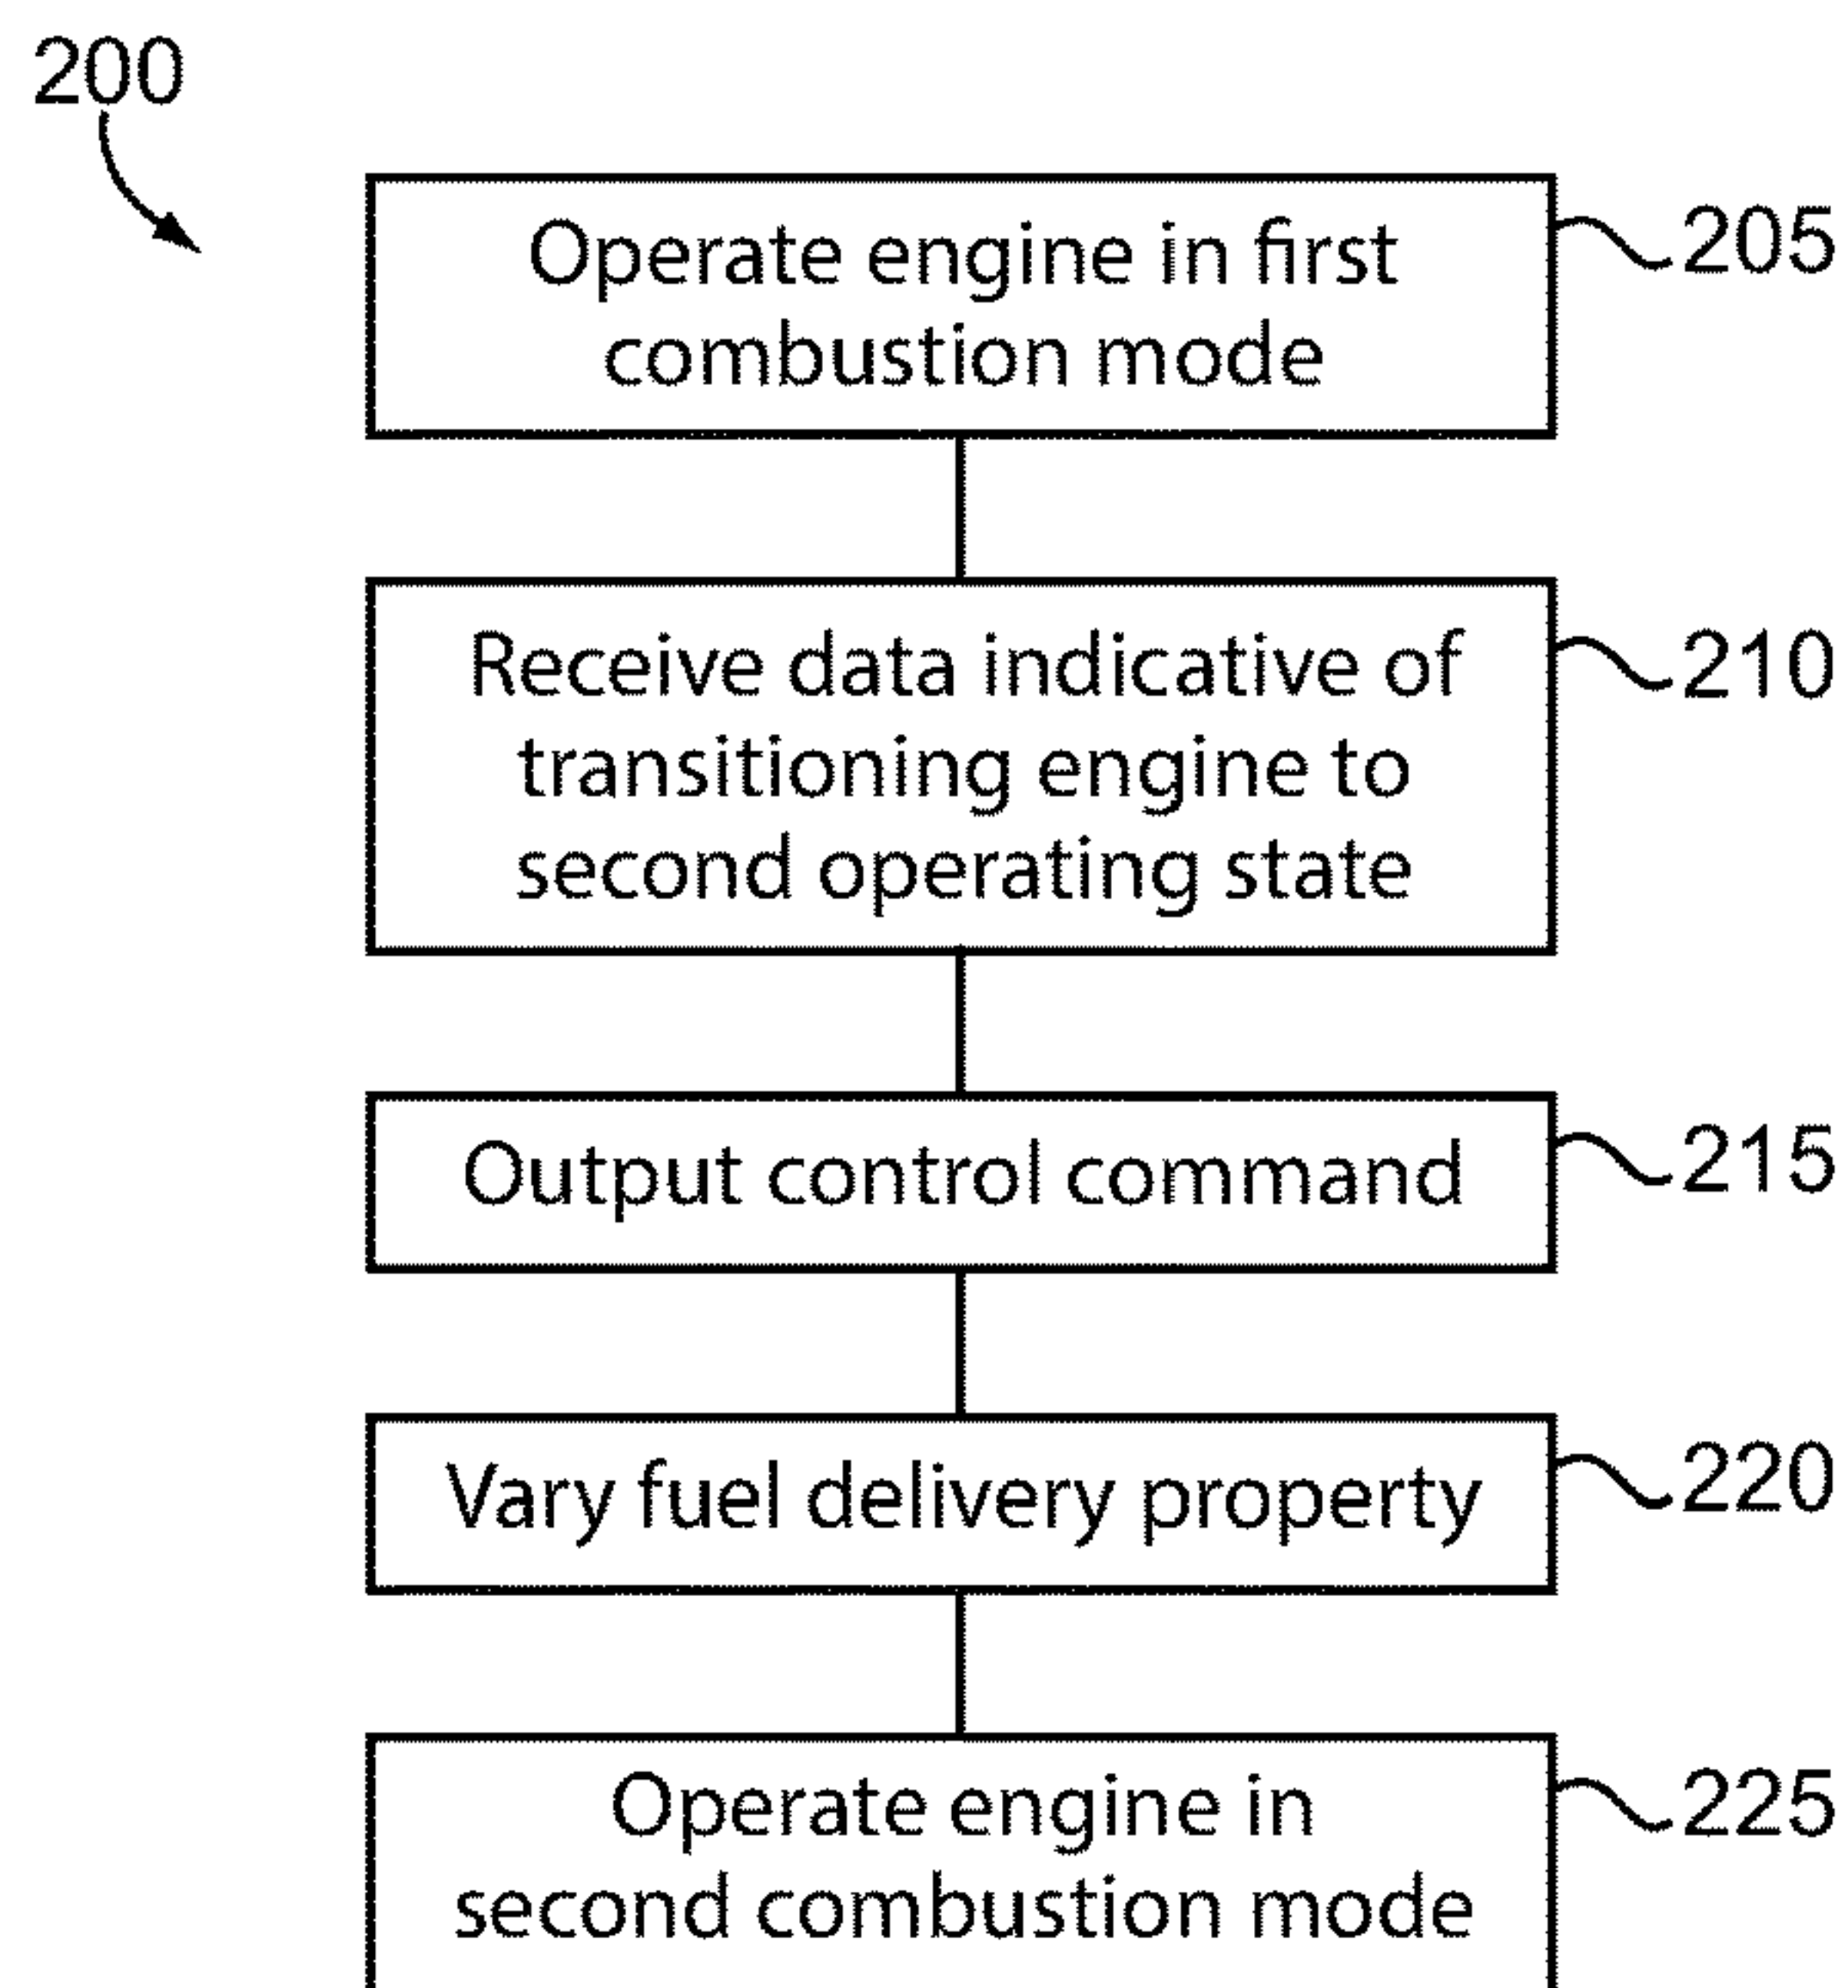 200
Operate engine in first
combustion mode
205
Receive data indicative of
transitioning engine to
second operating state
210
Output control command
215
Vary fuel delivery property
220
Operate engine in
second combustion mode
225